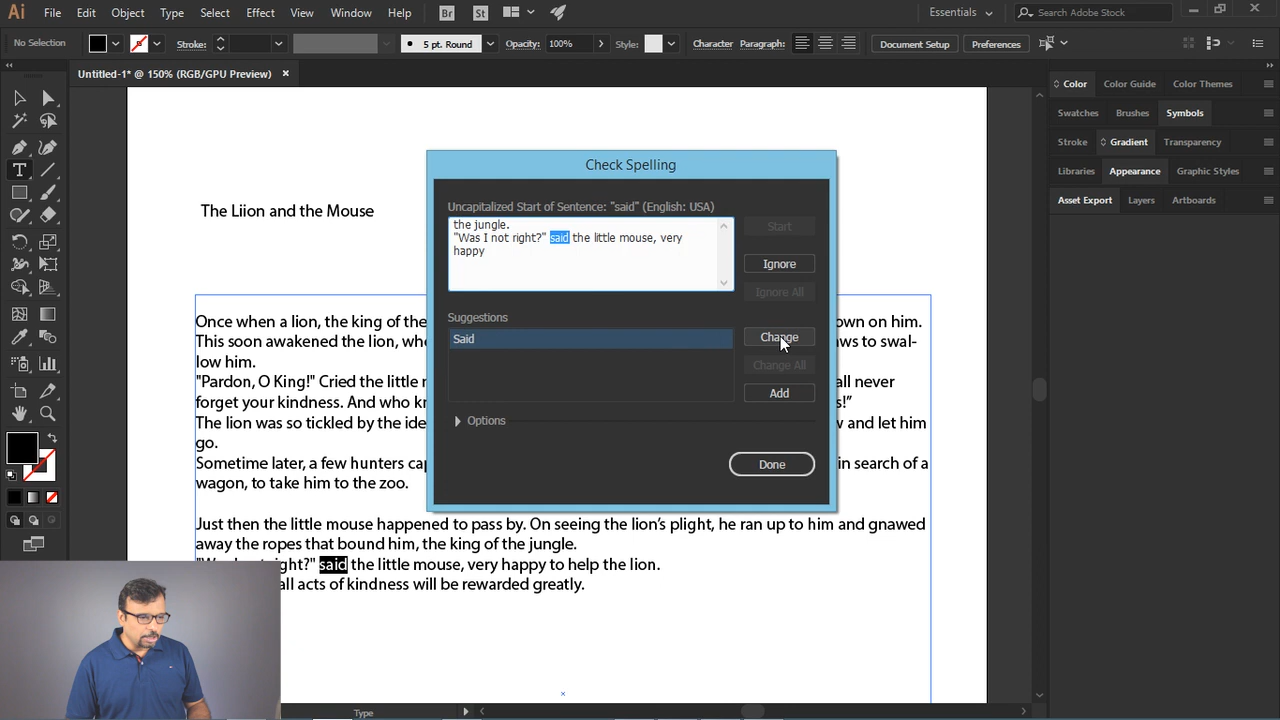 Ai File Edit Object Type Select Effect View Window Help Br St Essentials Search Adobe Stock
No Selection Stroke: 5 pt. Round Opacity: 100% Style: Character Paragraph: Document Setup Preferences
Untitled-1* @ 150% (RGB/GPU Preview)
Color Color Guide Color Themes
Swatches Brushes Symbols
Stroke Gradient Transparency
Libraries Appearance Graphic Styles
Asset Export Layers Artboards
The Liion and the Mouse
Check Spelling
Uncapitalized Start of Sentence: "said" (English: USA)
the jungle.
"Was I not right?" said the little mouse, very
happy
Start
Ignore
Ignore All
Suggestions
Said
Change
Change All
Add
Options
Done
Once when a lion, the king of the own on him.
This soon awakened the lion, wh aws to swal-
low him.
"Pardon, O King!" Cried the little all never
forget your kindness. And who k s!”
The lion was so tickled by the ide w and let him
go.
Sometime later, a few hunters ca in search of a
wagon, to take him to the zoo.
Just then the little mouse happened to pass by. On seeing the lion’s plight, he ran up to him and gnawed
away the ropes that bound him, the king of the jungle.
ght?" said the little mouse, very happy to help the lion.
all acts of kindness will be rewarded greatly.
Type